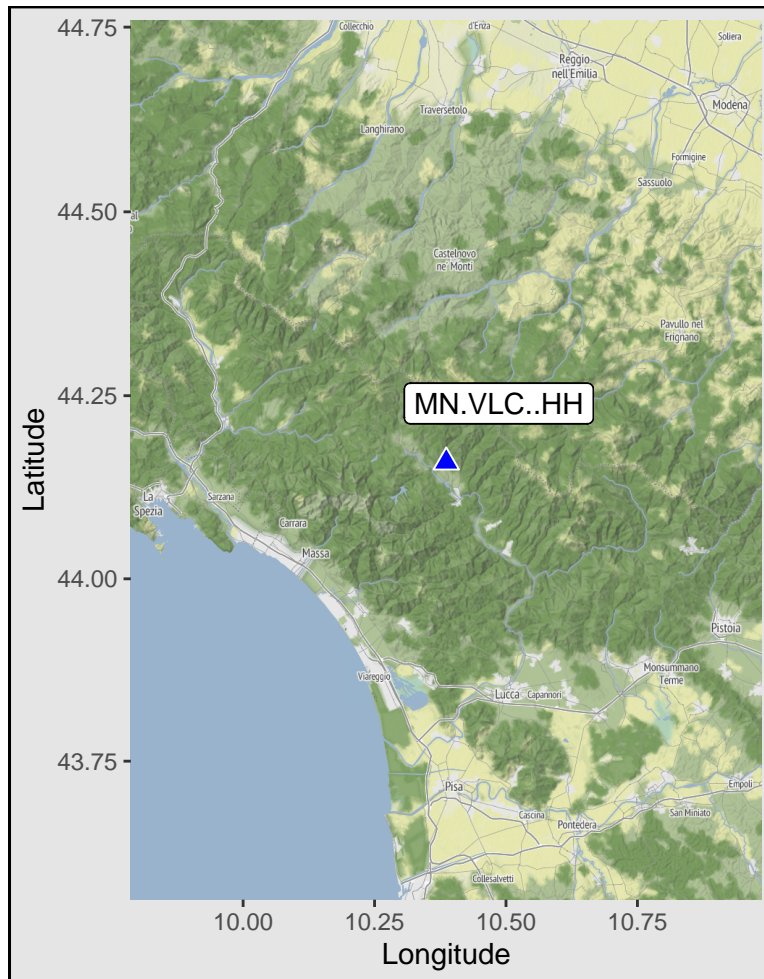 44.75
44.50
44.25
44.00
43.75
Latitude
10.00
10.25
10.50
10.75
Longitude
Collecchio
d'Enza
Soliera
Reggio
nell'Emilia
Traversetolo
Modena
Langhirano
Formigine
Sassuolo
Castelnovo
ne' Monti
Pavullo nel
Frignano
MN.VLC..HH
La
Spezia
Sarzana
Carrara
Massa
Pistoia
Viareggio
Lucca
Capannori
Monsummano
Terme
Pisa
Empoli
Cascina
Pontedera
San Miniato
Collesalvetti